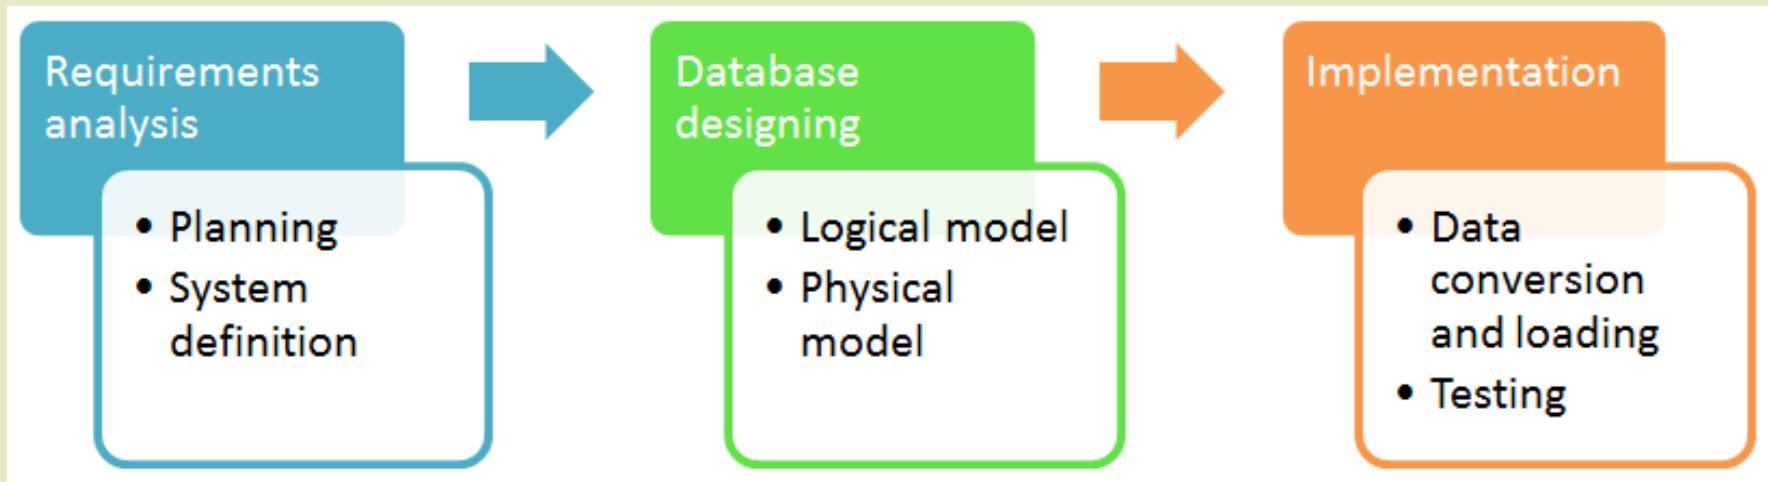 Requirements
analysis
• Planning
• System
definition
Database
designing
• Logical model
• Physical
model
Implementation
• Data
conversion
and loading
• Testing